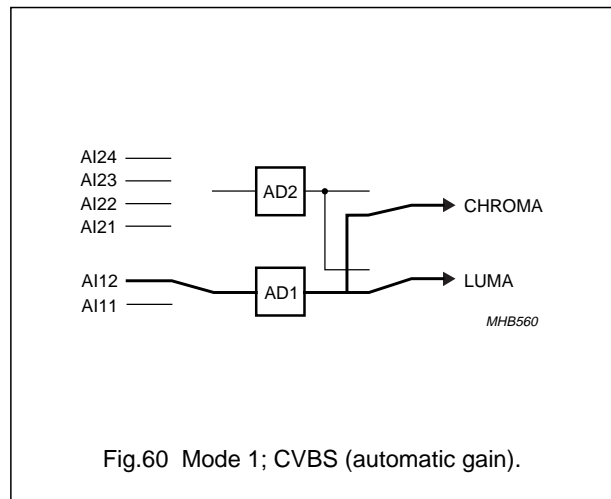 AI24
AI23
AI22
AI21
AD2
CHROMA
AI12
AI11
AD1
LUMA
MHB560
Fig.60 Mode 1; CVBS (automatic gain).